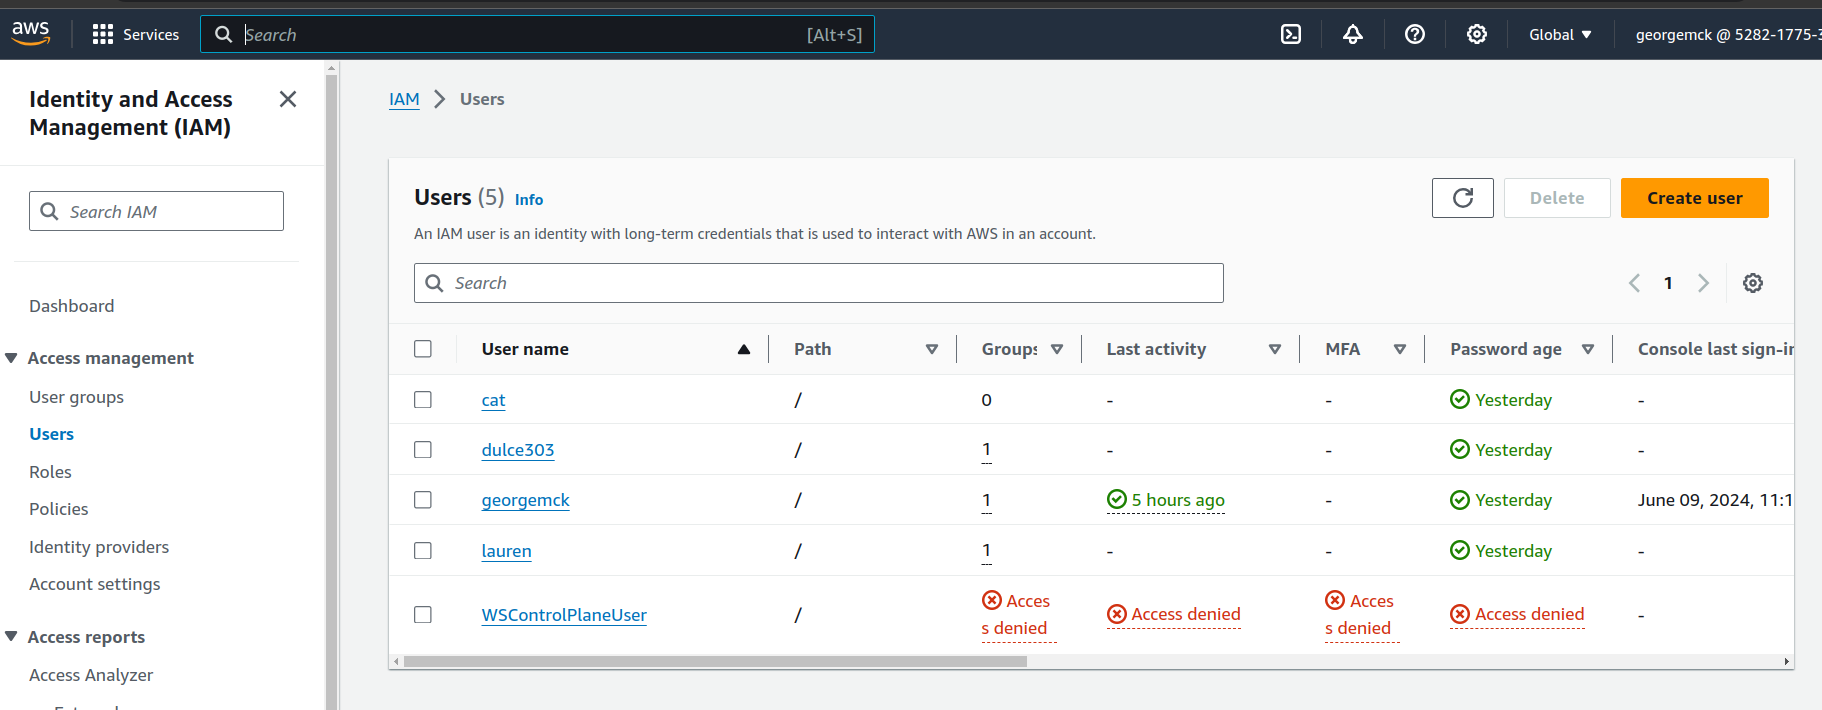 aws
Services
Search
[Alt+S]
Global
georgemck @ 5282-1775-3
Identity and Access
Management (IAM)
Search IAM
Dashboard
Access management
User groups
Users
Roles
Policies
Identity providers
Account settings
Access reports
Access Analyzer
IAM > Users
Users (5) Info
Delete
Create user
An IAM user is an identity with long-term credentials that is used to interact with AWS in an account.
Search
1
User name Path Groups Last activity MFA Password age Console last sign-in
cat / 0 - - Yesterday -
dulce303 / 1 - - Yesterday -
georgemck / 1 5 hours ago - Yesterday June 09, 2024, 11:1
lauren / 1 - - Yesterday -
WSControlPlaneUser / Acces
s denied Access denied Acces
s denied Access denied -